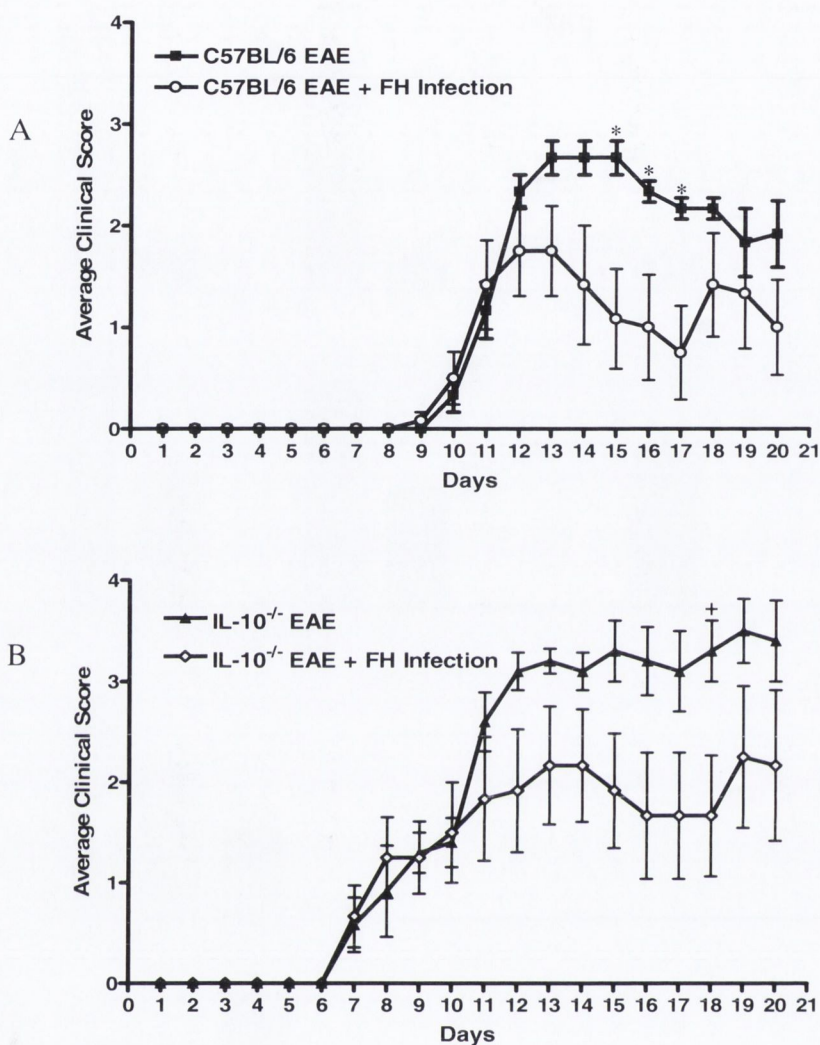 A
Average Clinical Score
4
3
2
1
0
C57BL/6 EAE
C57BL/6 EAE + FH Infection
* * *
0 1 2 3 4 5 6 7 8 9 10 11 12 13 14 15 16 17 18 19 20 21
Days
B
Average Clinical Score
4
3
2
1
0
IL-10-/- EAE
IL-10-/- EAE + FH Infection
+
0 1 2 3 4 5 6 7 8 9 10 11 12 13 14 15 16 17 18 19 20 21
Days